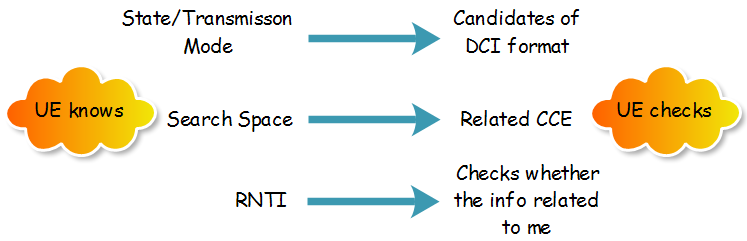 State/Transmisson
Mode
Candidates of
DCI format
UE knows
Search Space
Related CCE
UE checks
RNTI
Checks whether
the info related
to me